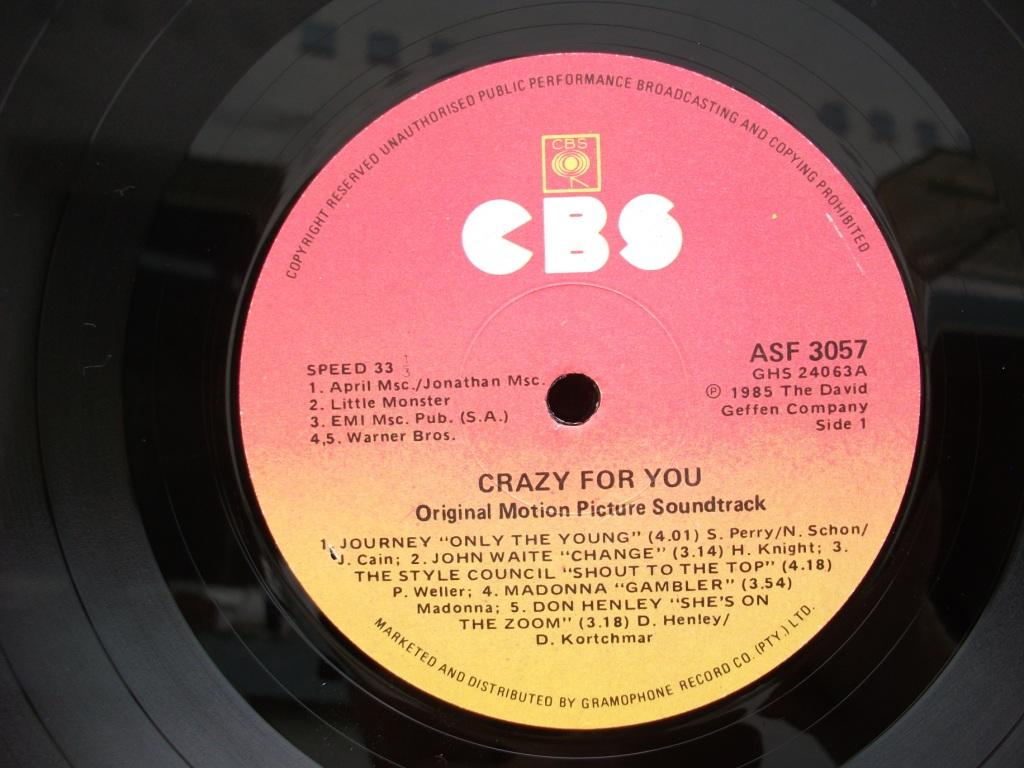 COPYRIGHT RESERVED UNAUTHORISED PUBLIC PERFORMANCE BROADCASTING AND COPYING PROHIBITED
CBS
CBS
SPEED 33 1/3
1. April Msc./Jonathan Msc.
2. Little Monster
3. EMI Msc. Pub. (S.A.)
4,5. Warner Bros.
ASF 3057
GHS 24063A
℗ 1985 The David
Geffen Company
Side 1
CRAZY FOR YOU
Original Motion Picture Soundtrack
1. JOURNEY "ONLY THE YOUNG" (4.01) S. Perry/N. Schon/
J. Cain; 2. JOHN WAITE "CHANGE" (3.14) H. Knight; 3.
THE STYLE COUNCIL "SHOUT TO THE TOP" (4.18)
P. Weller; 4. MADONNA "GAMBLER" (3.54)
Madonna; 5. DON HENLEY "SHE'S ON
THE ZOOM" (3.18) D. Henley/
D. Kortchmar
MARKETED AND DISTRIBUTED BY GRAMOPHONE RECORD CO. (PTY.) LTD.